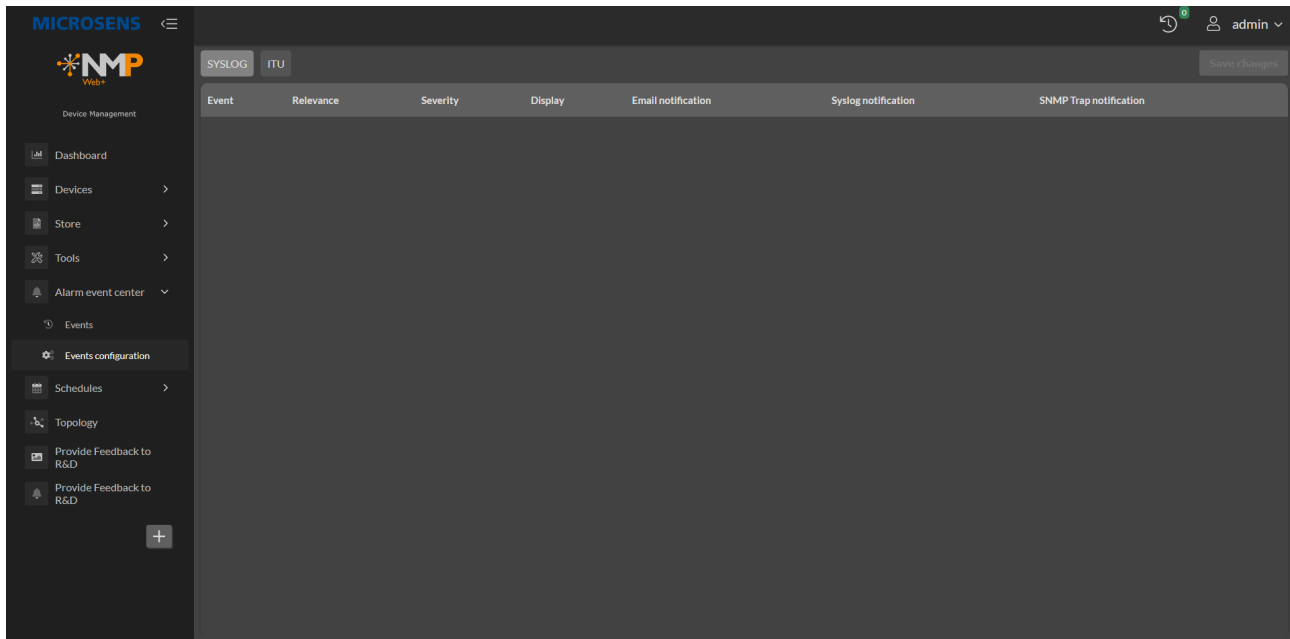 MICROSENS
0
admin
NMP
Web+
Device Management
Dashboard
Devices
Store
Tools
Alarm event center
Events
Events configuration
Schedules
Topology
Provide Feedback to
R&D
Provide Feedback to
R&D
SYSLOG ITU Save changes
Event Relevance Severity Display Email notification Syslog notification SNMP Trap notification